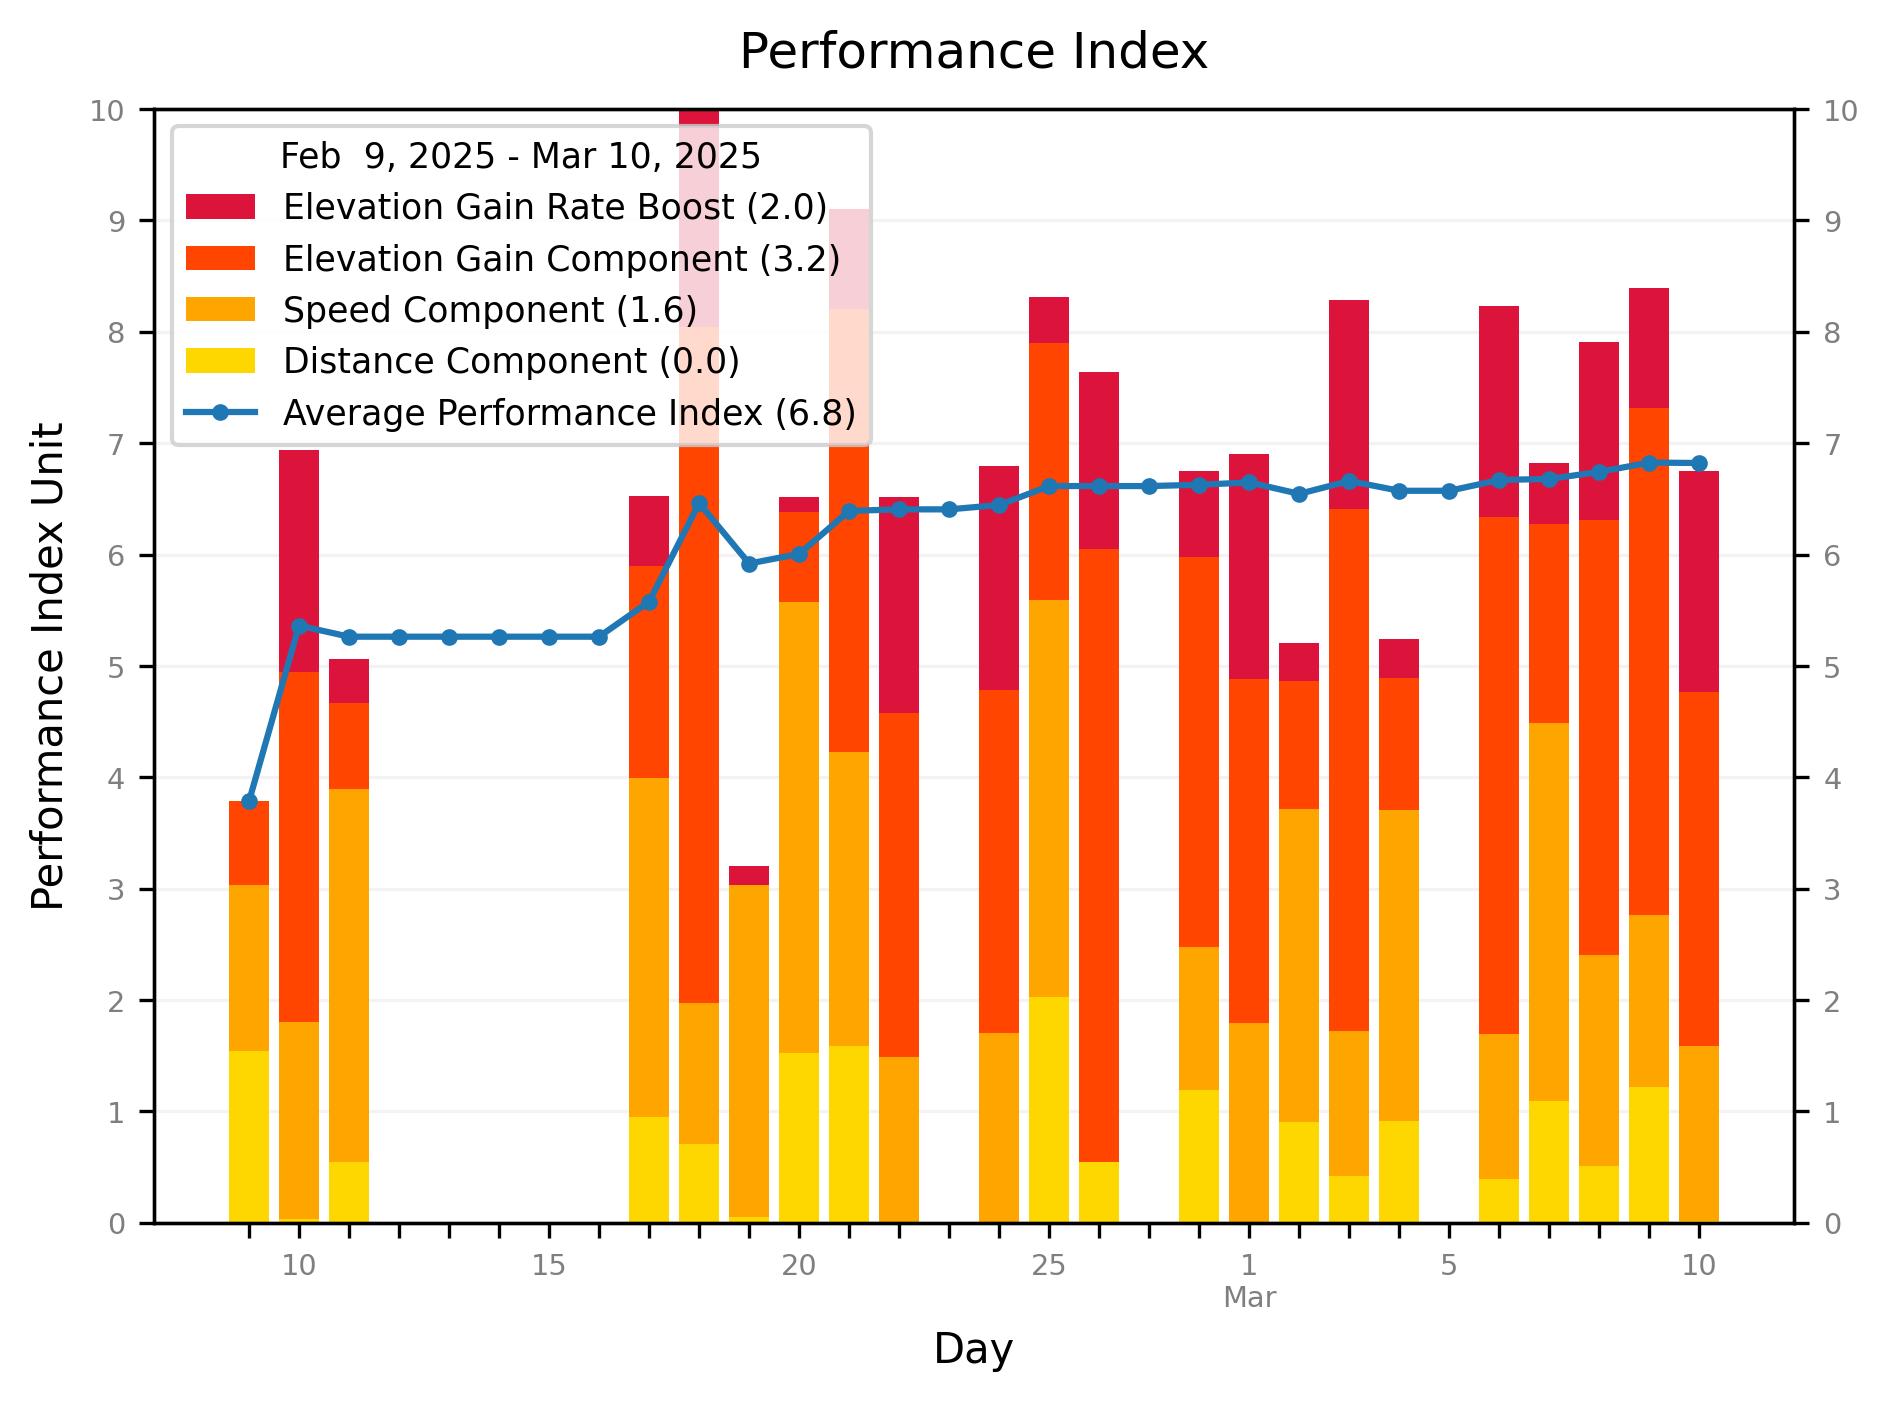 Performance Index
Feb  9, 2025 - Mar 10, 2025
Elevation Gain Rate Boost (2.0)
Elevation Gain Component (3.2)
Speed Component (1.6)
Distance Component (0.0)
Average Performance Index (6.8)
Performance Index Unit
10
9
8
7
6
5
4
3
2
1
0
10
9
8
7
6
5
4
3
2
1
0
10 15 20 25 1 5 10
Mar
Day